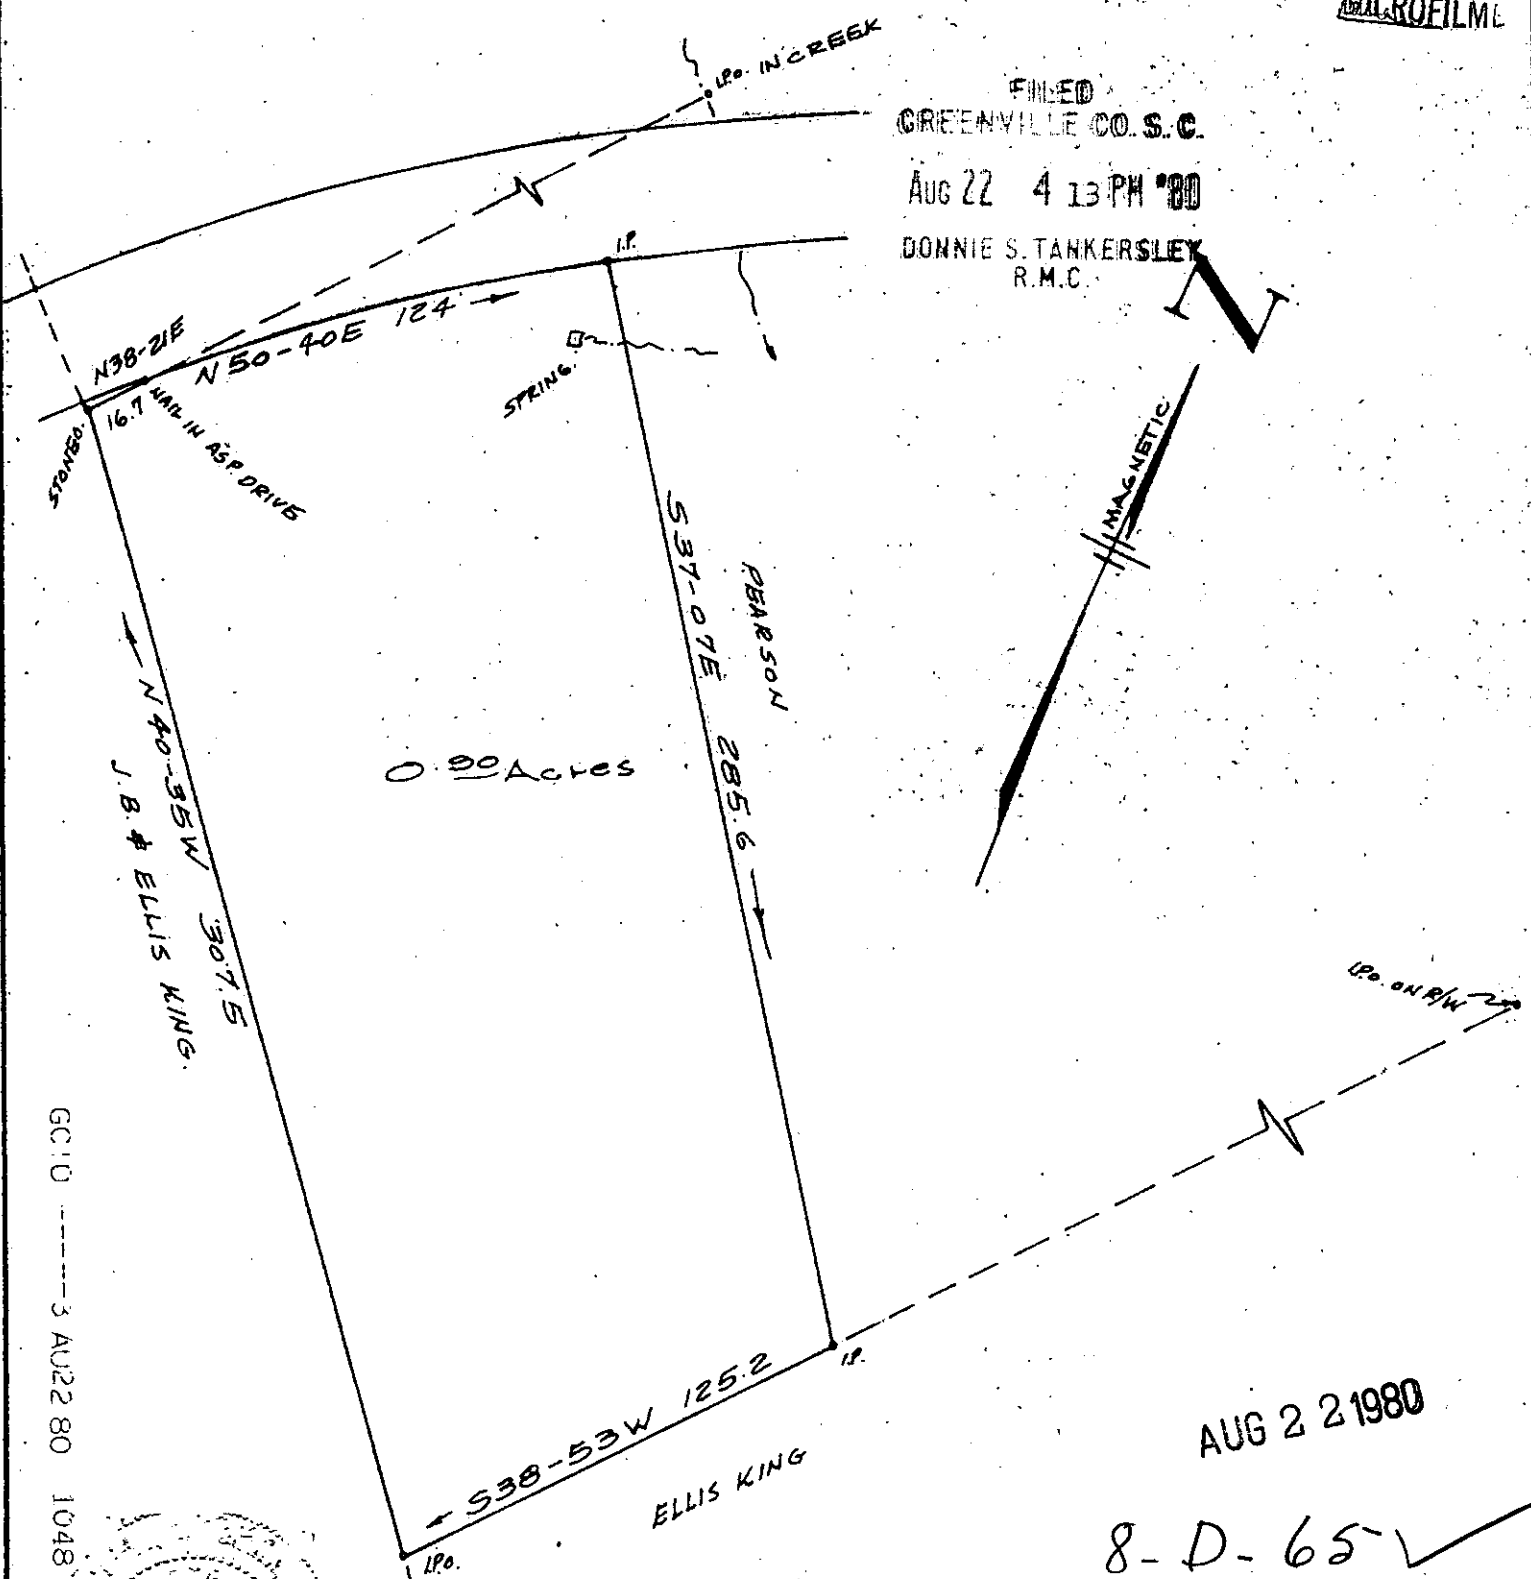 I.P.O. IN CREEK
FILED
GREENVILLE CO. S. C.
AUG 22 4 13 PM '80
DONNIE S. TANKERSLEY
R.M.C.
I.P.
N38-21E
N 50-40E 124
16.7
NAIL IN ASP. DRIVE
STONE O.
SPRING.
MAGNETIC
S37-07E 285.6
PEARSON
N 40-35W 307.5
J.B. & ELLIS KING.
0.90 Acres
I.P.O. ON R/W
I.P.
S38-53W 125.2
ELLIS KING
I.P.O.
AUG 22 1980
8-D-65
GC10 ------3 AU22 80 1048